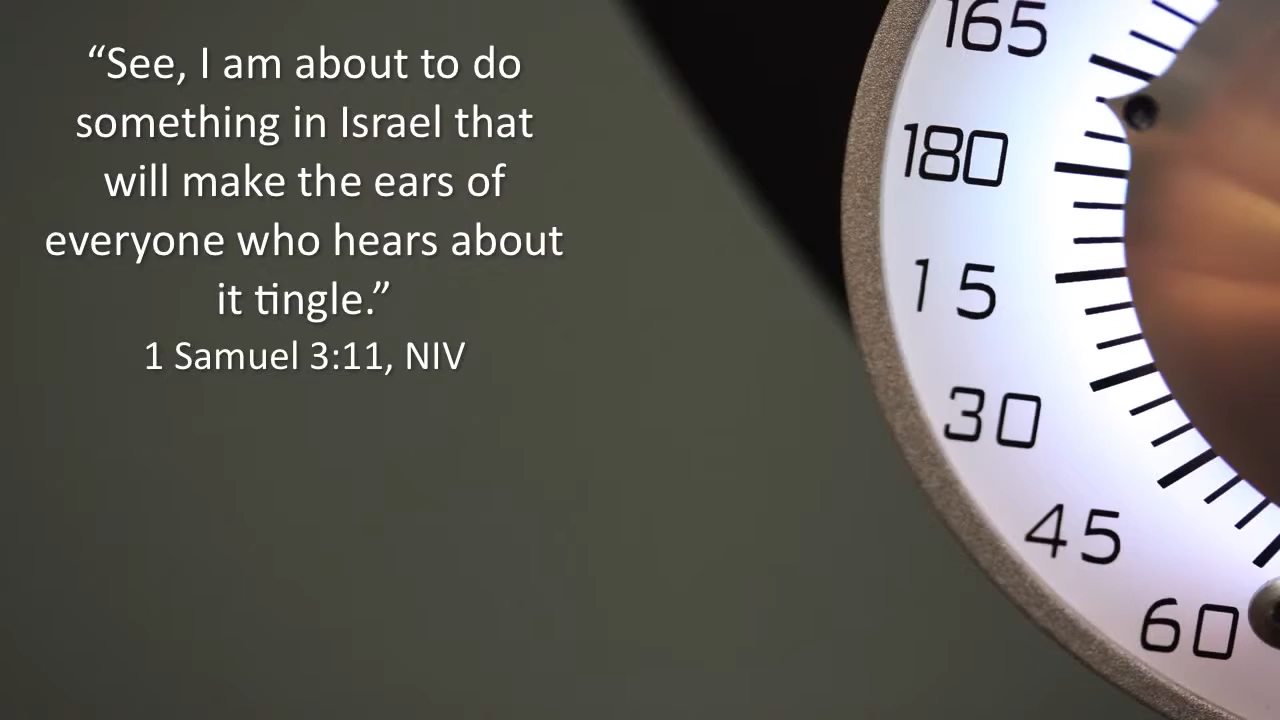 “See, I am about to do
something in Israel that
will make the ears of
everyone who hears about
it tingle.”
1 Samuel 3:11, NIV
165
180
15
30
45
60